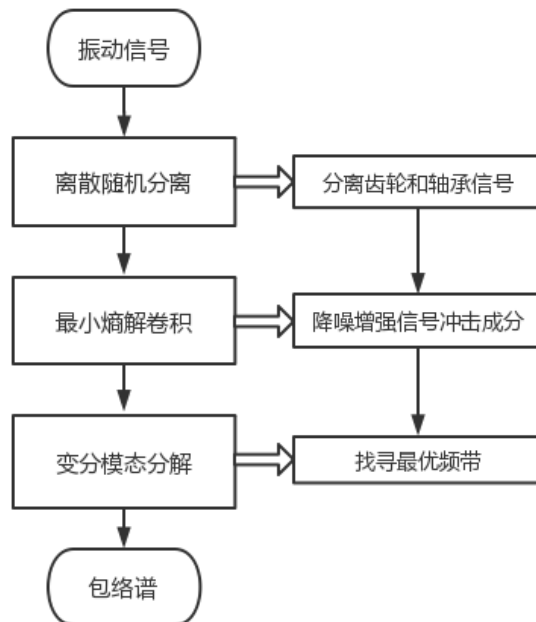 振动信号
离散随机分离
分离齿轮和轴承信号
最小熵解卷积
降噪增强信号冲击成分
变分模态分解
找寻最优频带
包络谱